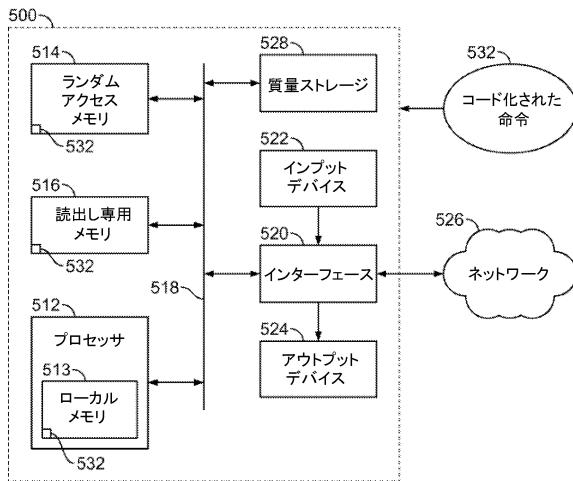 500
514
ランダム
アクセス
メモリ
532
528
質量ストレージ
532
コード化された
命令
522
インプット
デバイス
516
読出し専用
メモリ
532
520
インターフェース
518
526
ネットワーク
512
プロセッサ
513
ローカル
メモリ
532
524
アウトプット
デバイス